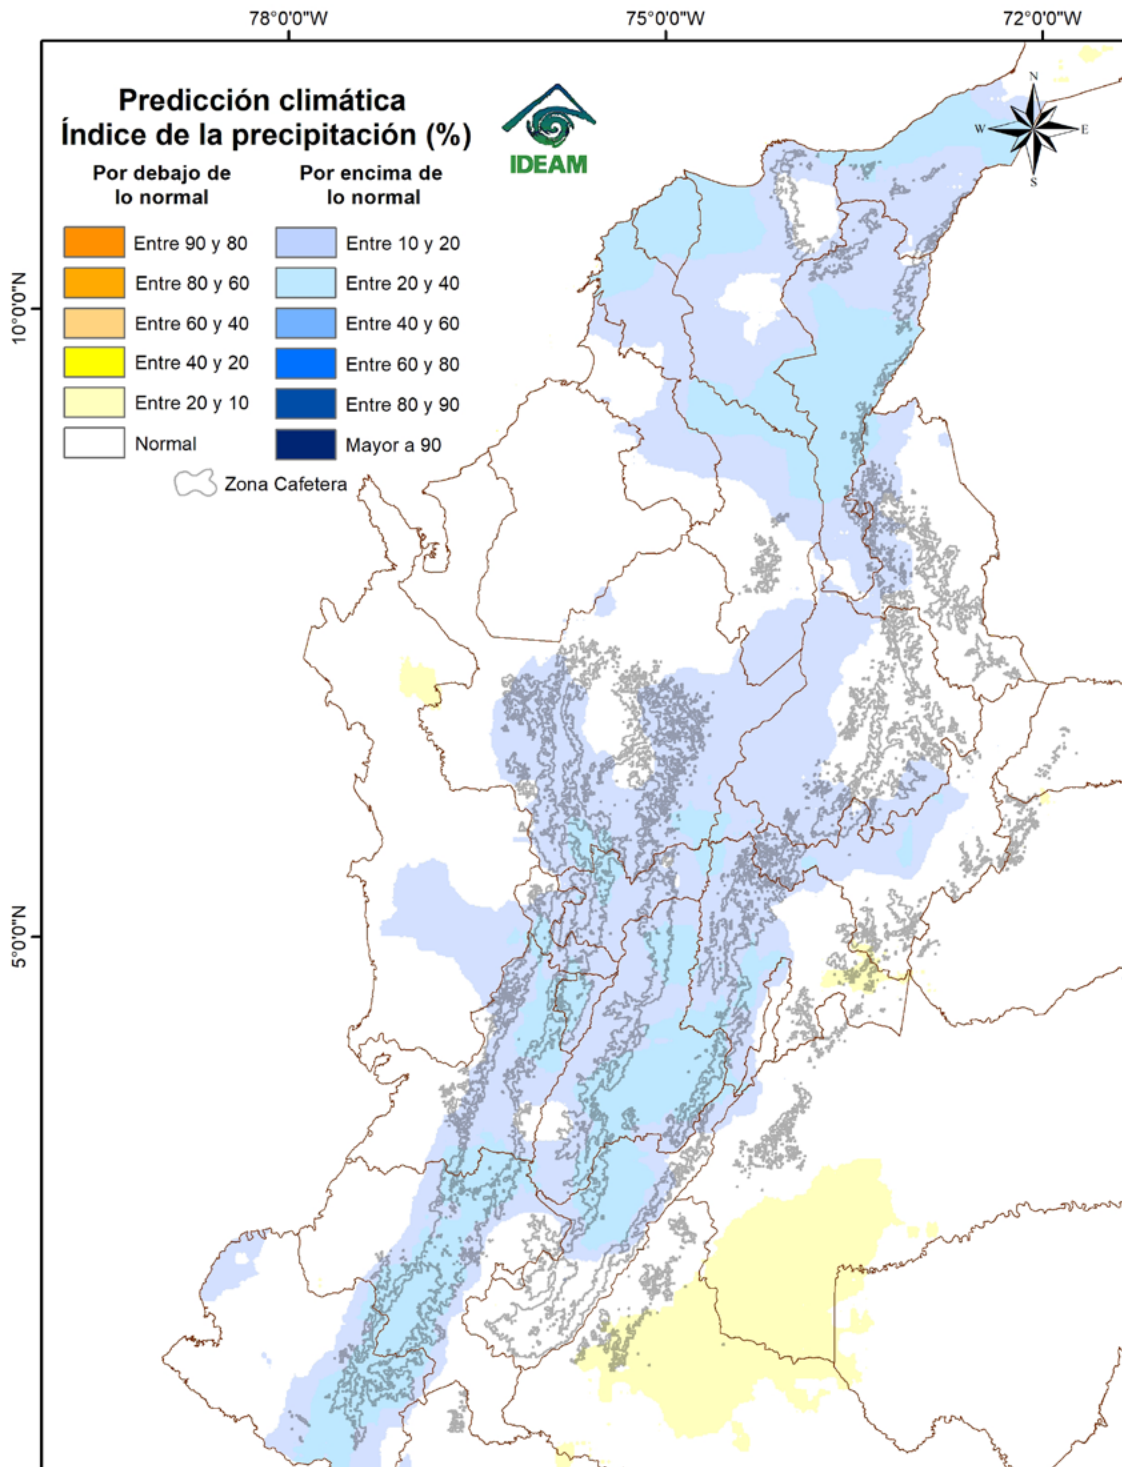 78°0'0"W
75°0'0"W
72°0'0"W
Predicción climática
Índice de la precipitación (%)
IDEAM
Por debajo de
lo normal
Entre 90 y 80
Entre 80 y 60
Entre 60 y 40
Entre 40 y 20
Entre 20 y 10
Normal
Por encima de
lo normal
Entre 10 y 20
Entre 20 y 40
Entre 40 y 60
Entre 60 y 80
Entre 80 y 90
Mayor a 90
Zona Cafetera
N
W
E
S
10°0'0"N
5°0'0"N